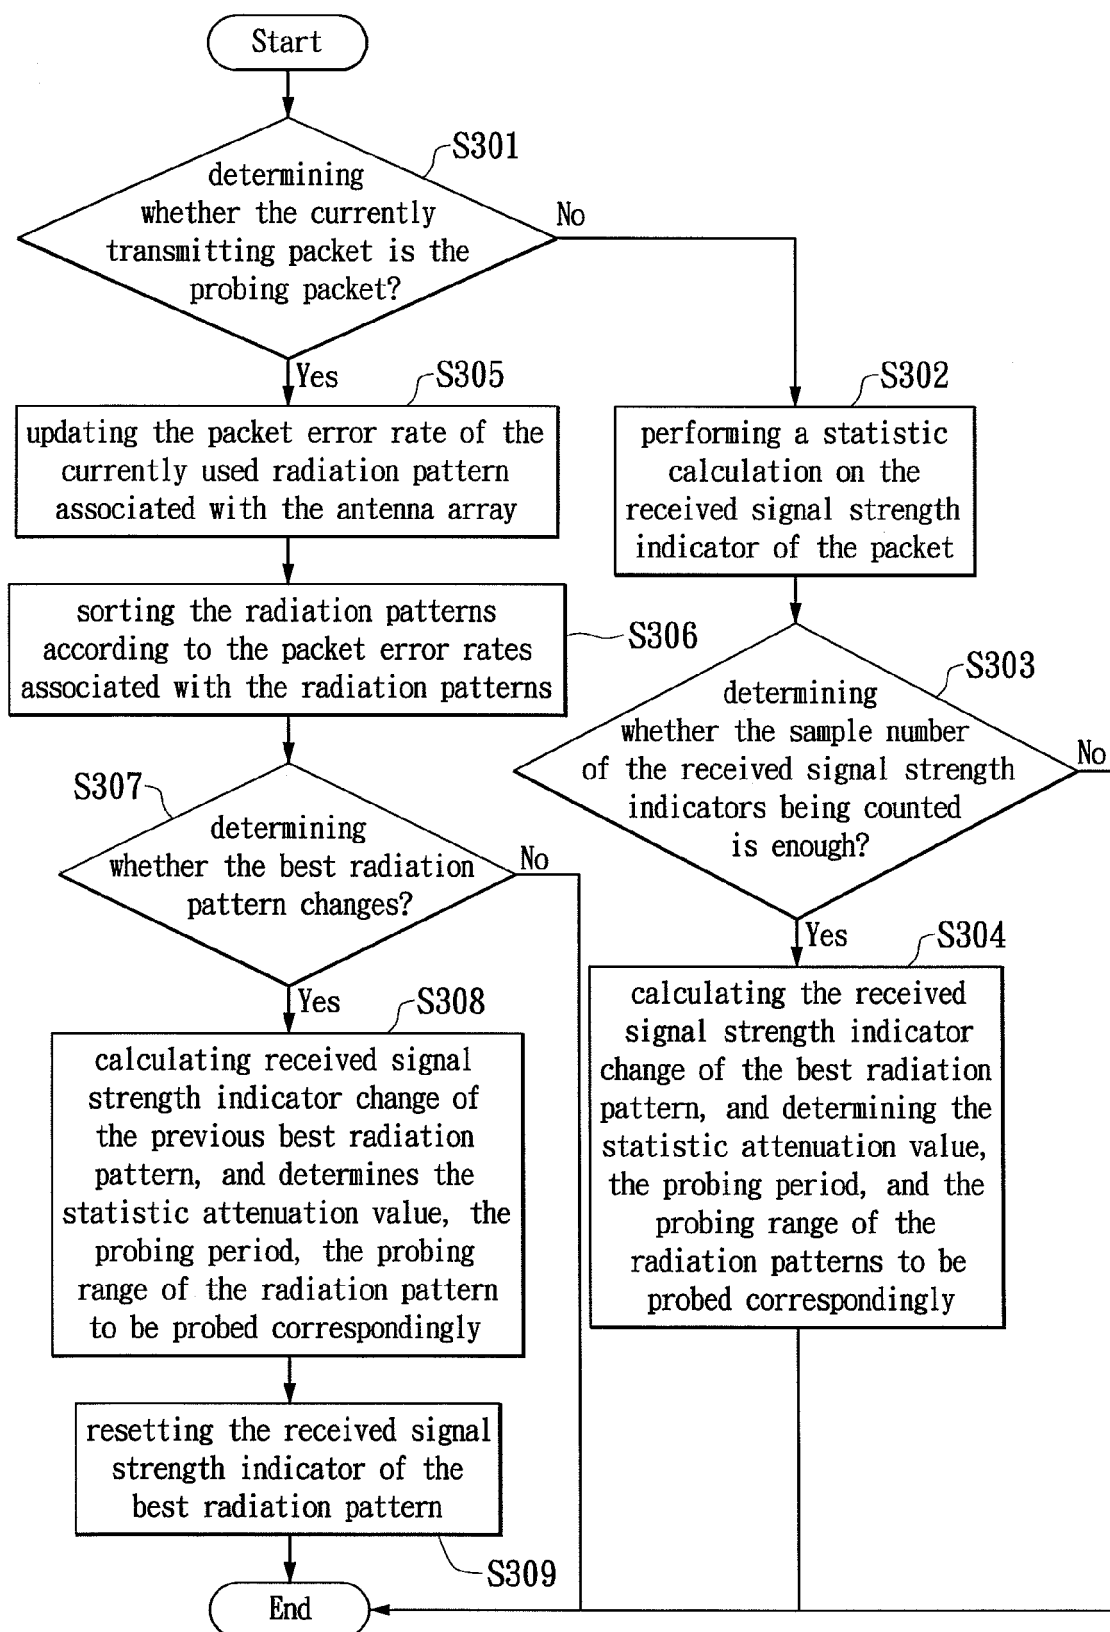 Start
S301
determining
whether the currently
transmitting packet is the
probing packet?
No
Yes
S305
updating the packet error rate of the
currently used radiation pattern
associated with the antenna array
S302
performing a statistic
calculation on the
received signal strength
indicator of the packet
sorting the radiation patterns
according to the packet error rates
associated with the radiation patterns
S306
S303
determining
whether the sample number
of the received signal strength
indicators being counted
is enough?
No
S307
determining
whether the best radiation
pattern changes?
No
Yes
S304
calculating the received
signal strength indicator
change of the best radiation
pattern, and determining the
statistic attenuation value,
the probing period, and the
probing range of the
radiation patterns to be
probed correspondingly
Yes
S308
calculating received signal
strength indicator change of
the previous best radiation
pattern, and determines the
statistic attenuation value, the
probing period, the probing
range of the radiation pattern
to be probed correspondingly
resetting the received signal
strength indicator of the
best radiation pattern
S309
End